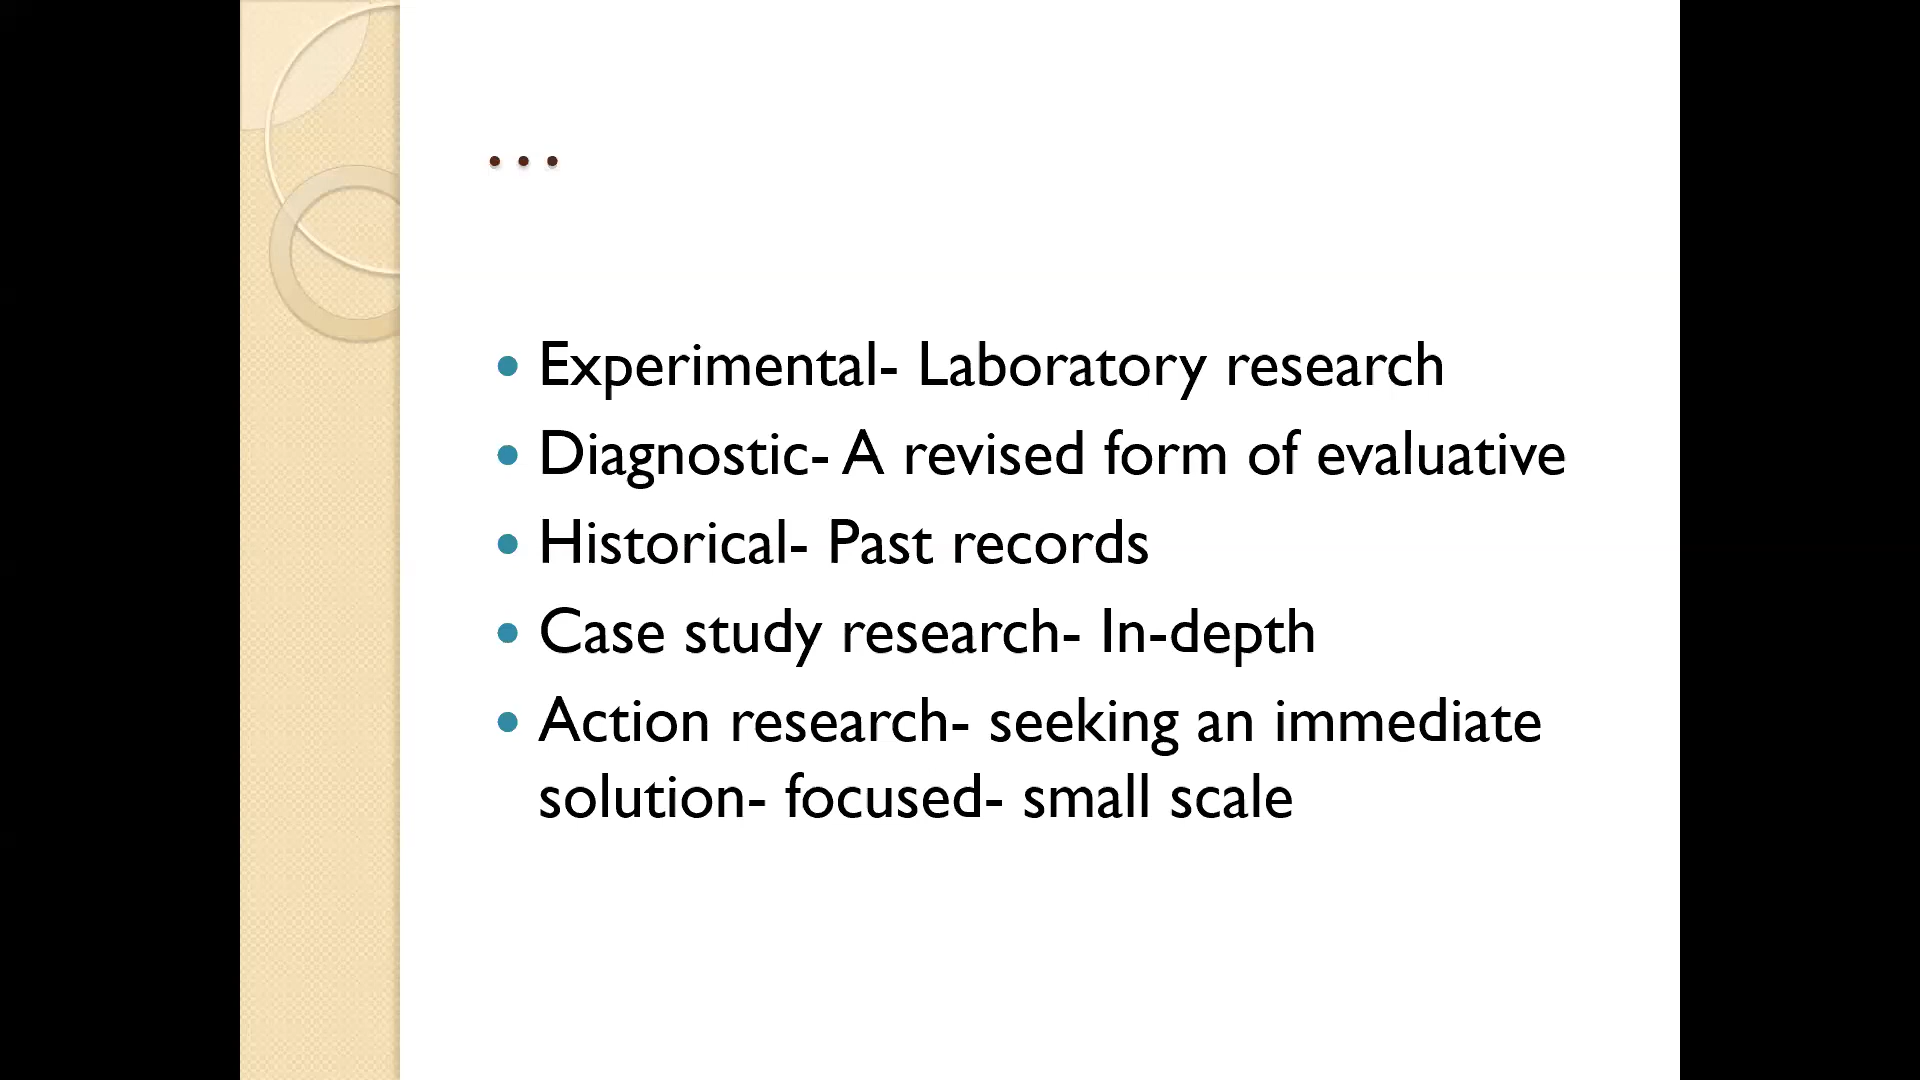 ...
• Experimental- Laboratory research
• Diagnostic- A revised form of evaluative
• Historical- Past records
• Case study research- In-depth
• Action research- seeking an immediate
solution- focused- small scale